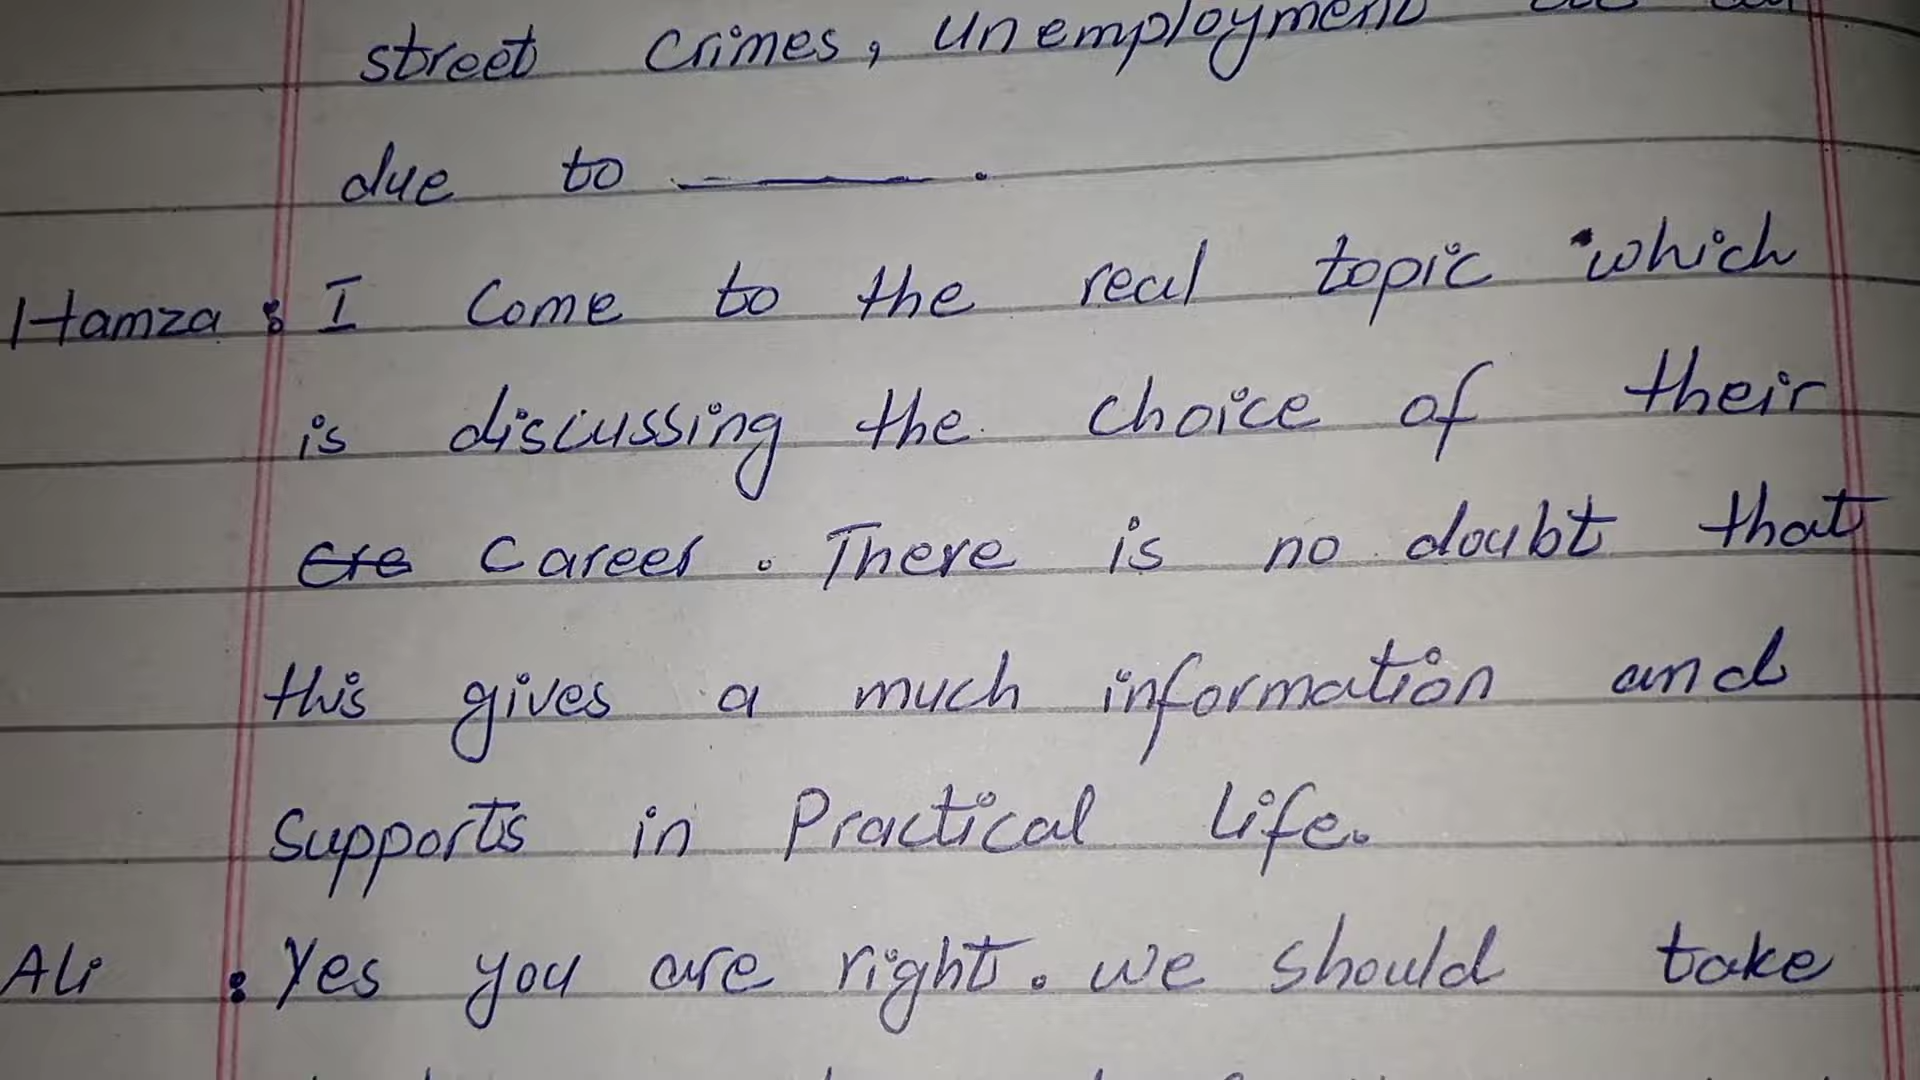 street crimes, unemployment
due to ______.
Hamza : I come to the real topic which
is discussing the choice of their
cre career. There is no doubt that
this gives a much information and
supports in Practical life.
Ali : Yes you are right. we should take